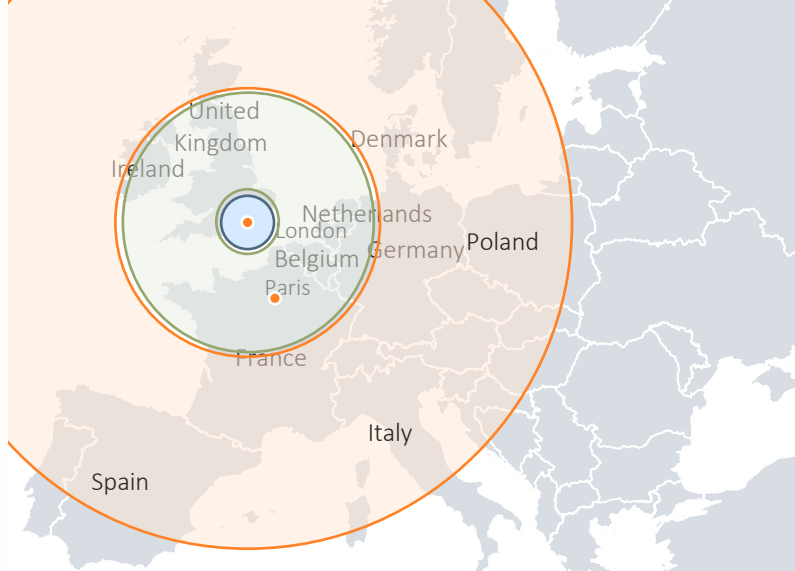 United
Kingdom
Denmark
Ireland
Netherlands
London
Poland
Germany
Belgium
Paris
France
Italy
Spain